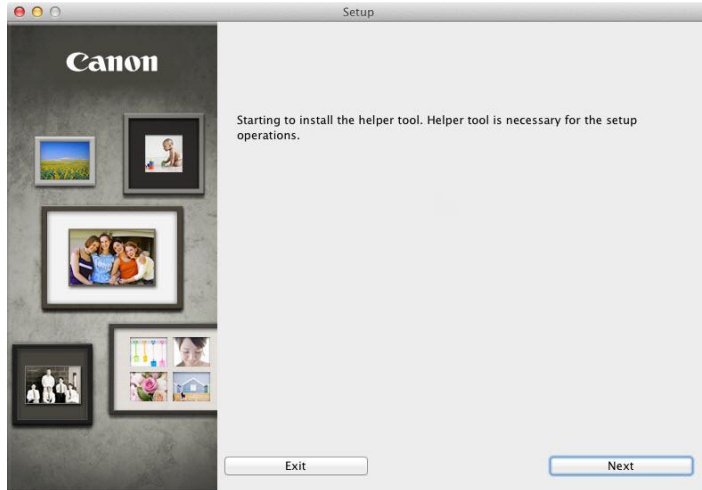 Setup
Canon
Starting to install the helper tool. Helper tool is necessary for the setup
operations.
Exit
Next